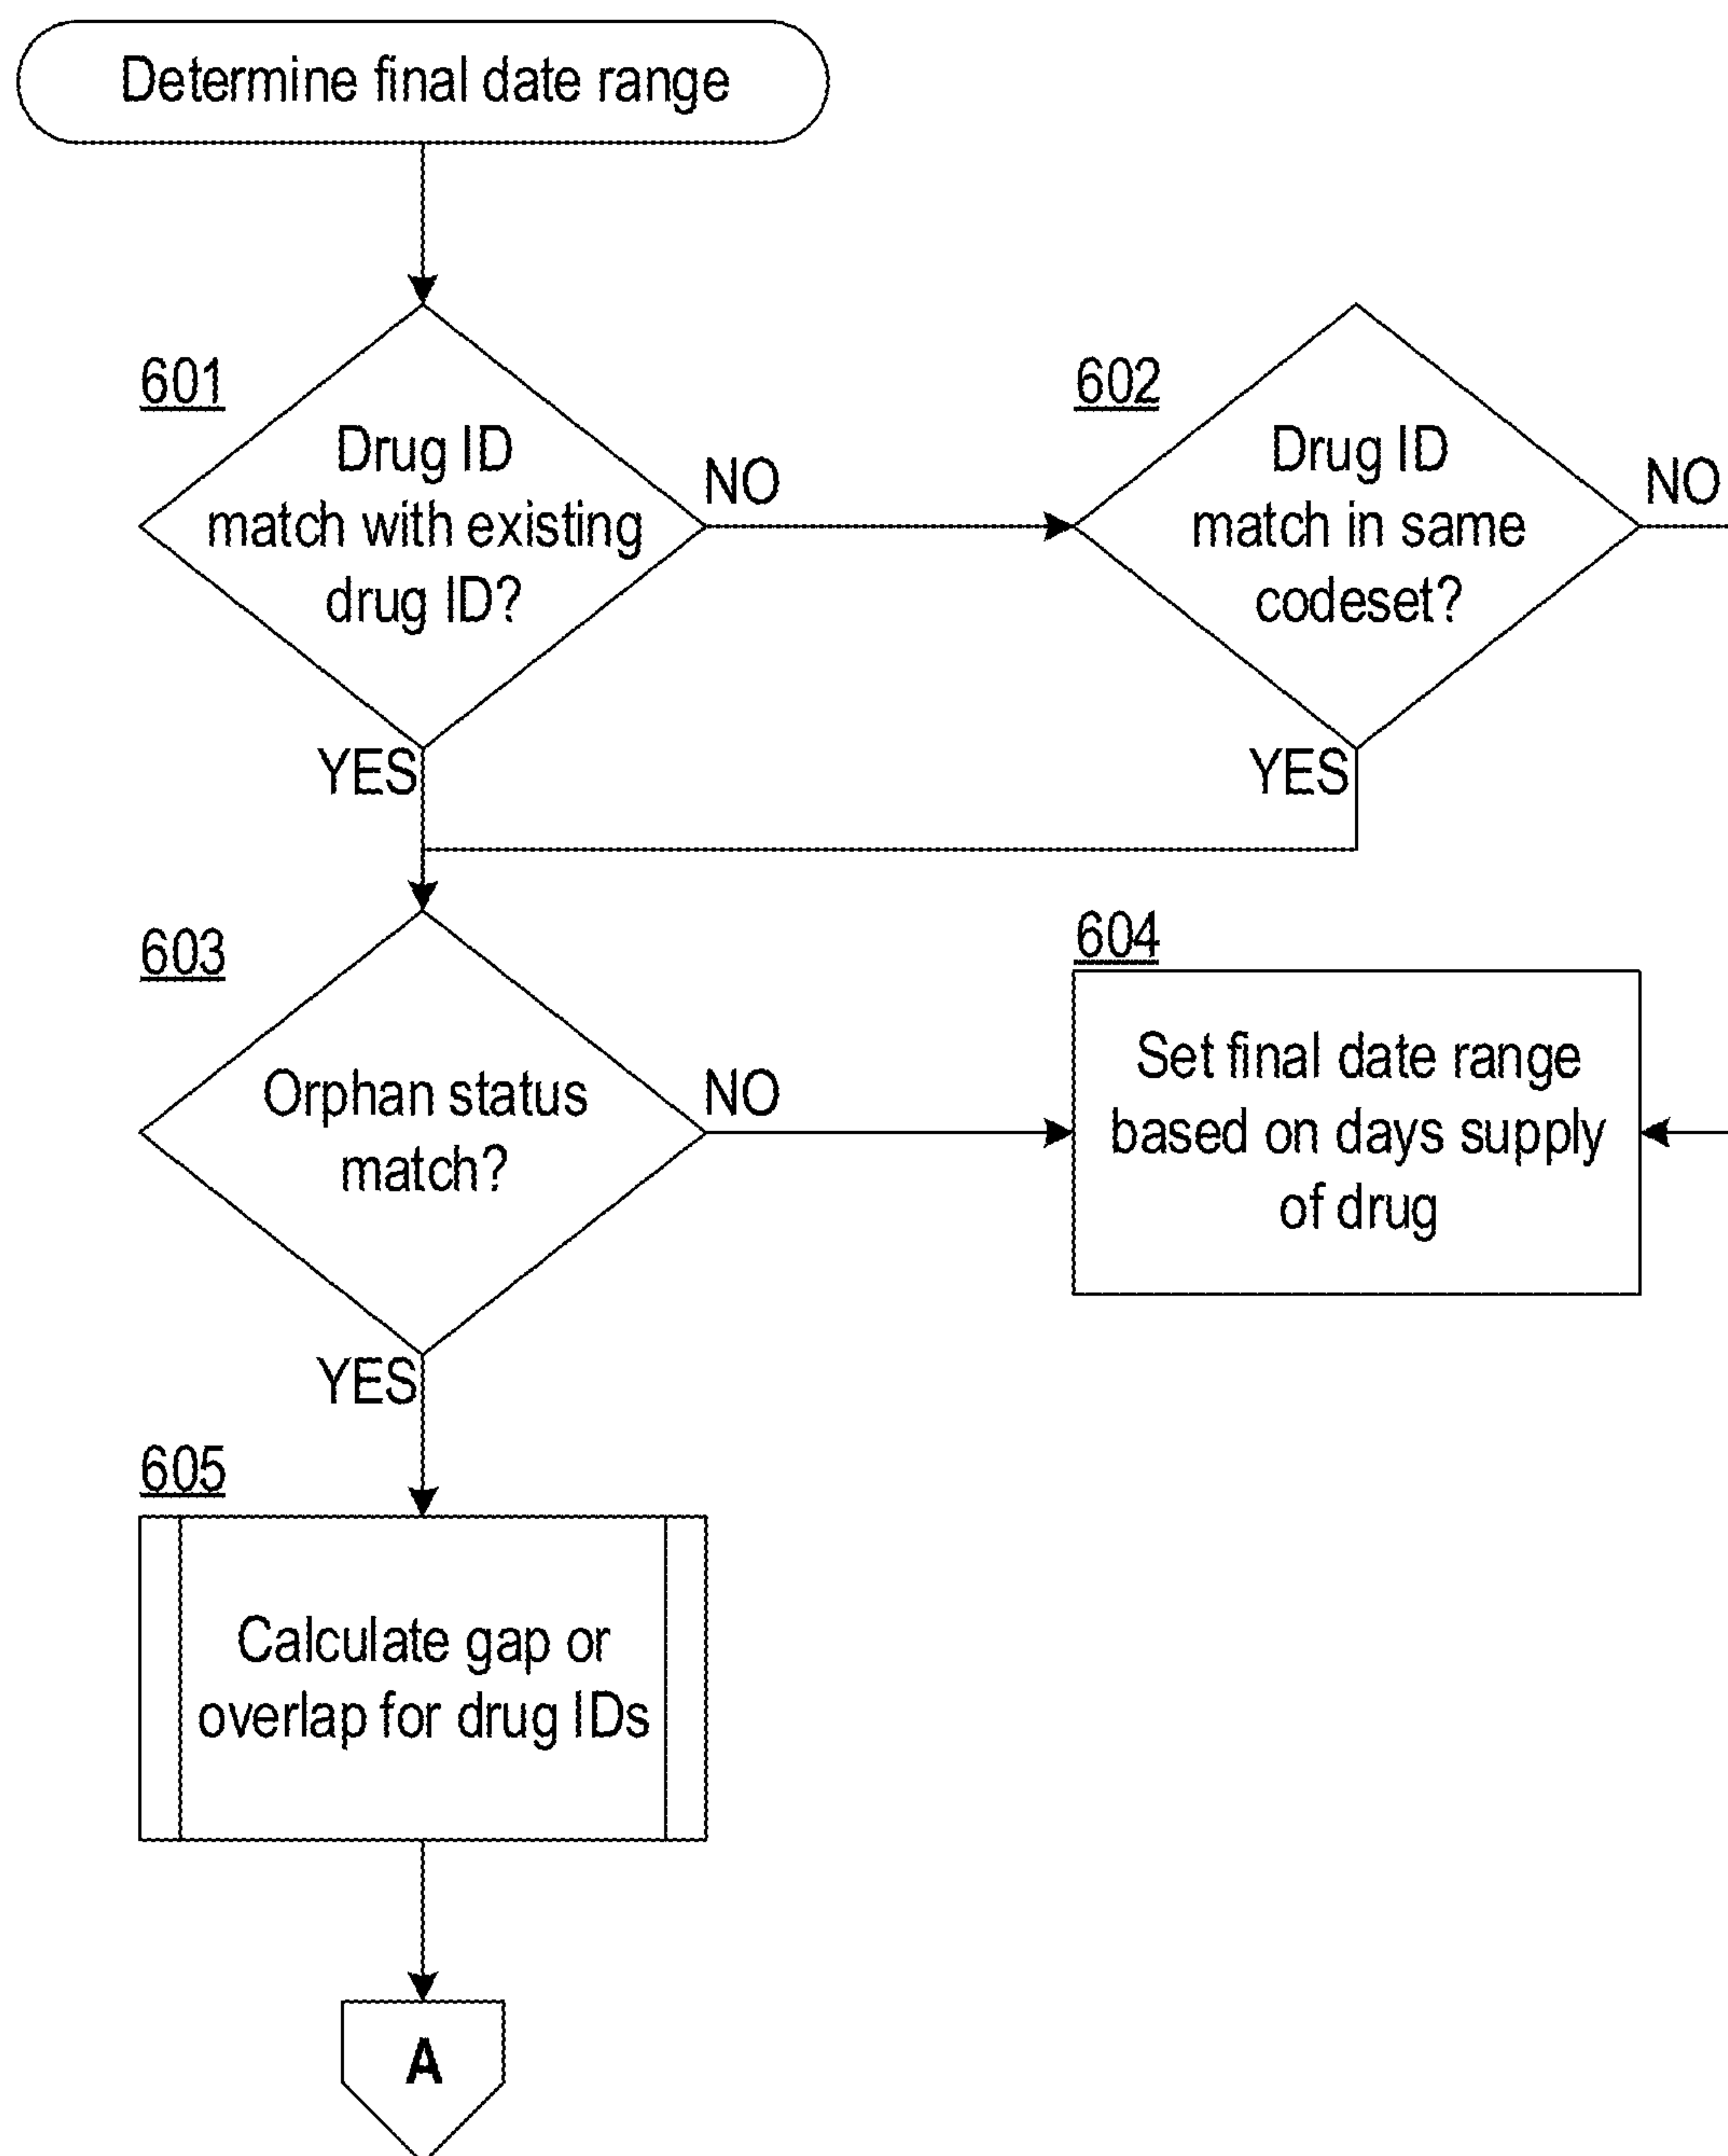 Determine final date range
601
Drug ID
match with existing
drug ID?
NO
602
Drug ID
match in same
codeset?
NO
YES
YES
603
Orphan status
match?
NO
604
Set final date range
based on days supply
of drug
YES
605
Calculate gap or
overlap for drug IDs
A